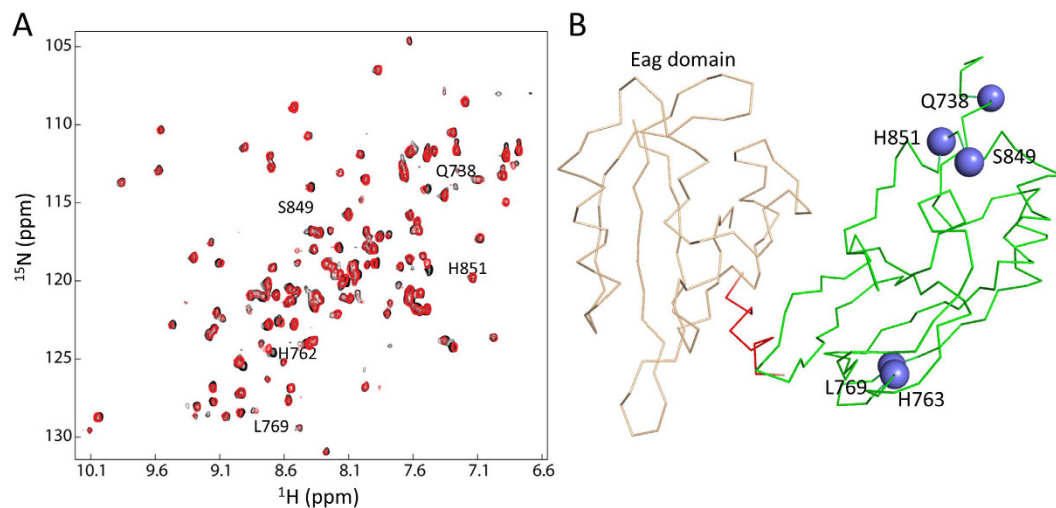 A
B
105
110
115
120
125
130
15N (ppm)
10.1 9.6 9.1 8.6 8.1 7.6 7.1 6.6
1H (ppm)
Q738
S849
H851
H762
L769
Eag domain
Q738
H851
S849
L769
H763